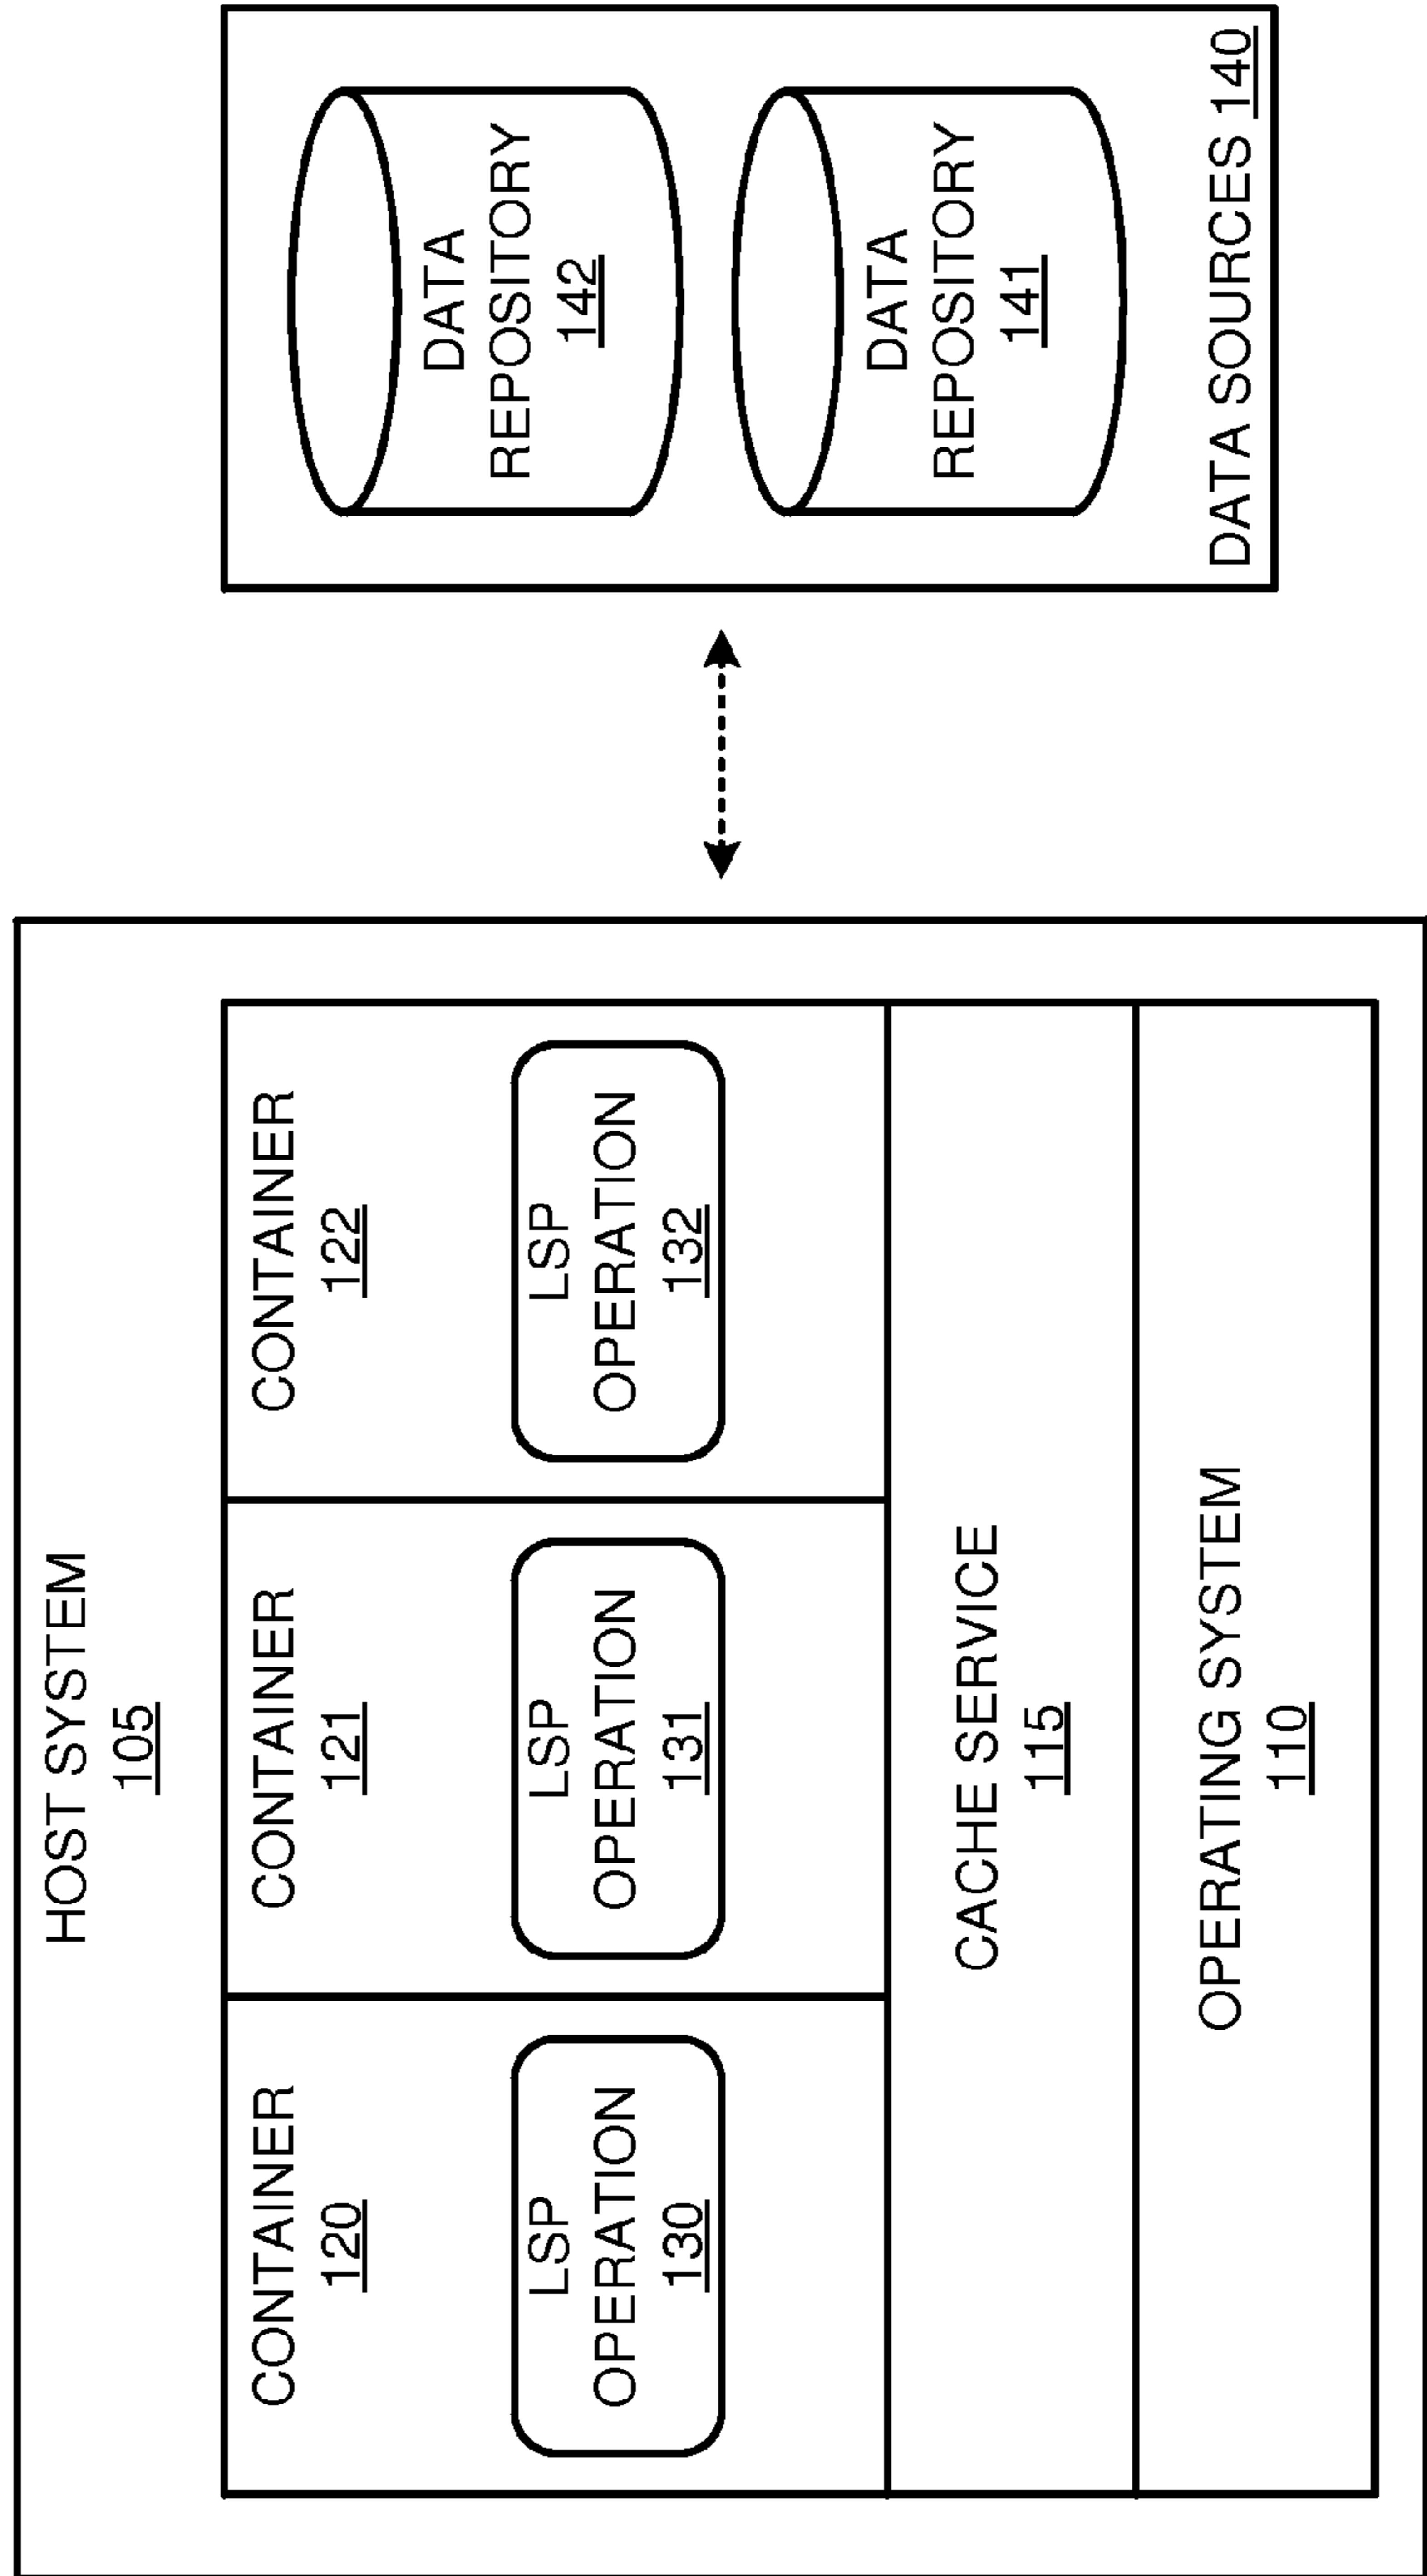 HOST SYSTEM
105
CONTAINER
120
LSP
OPERATION
130
CONTAINER
121
LSP
OPERATION
131
CONTAINER
122
LSP
OPERATION
132
CACHE SERVICE
115
OPERATING SYSTEM
110
DATA
REPOSITORY
142
DATA
REPOSITORY
141
DATA SOURCES 140